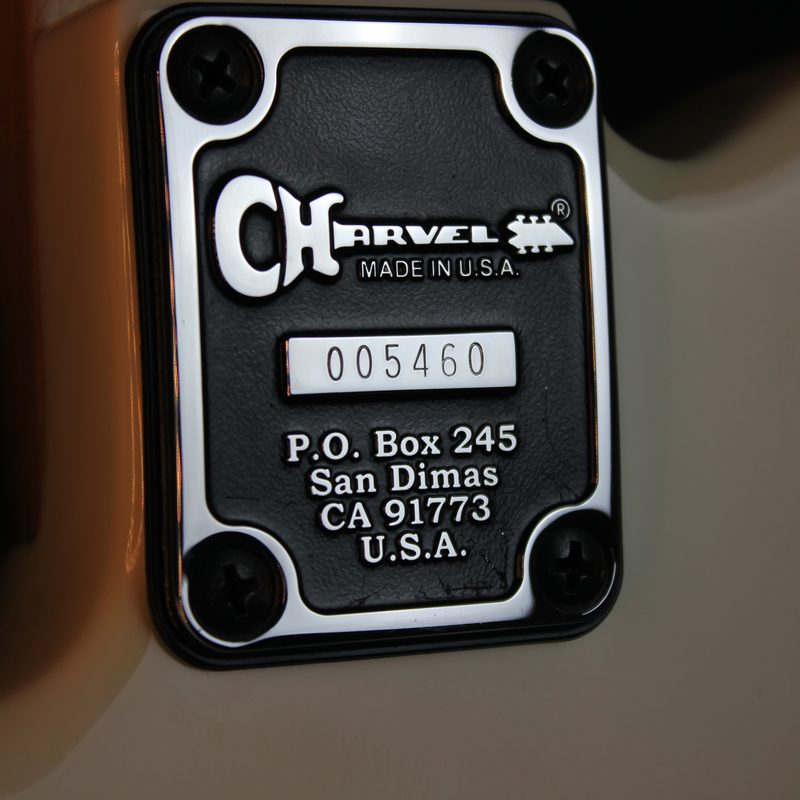 CHARVEL ®
MADE IN U.S.A.
005460
P.O. Box 245
San Dimas
CA 91773
U.S.A.